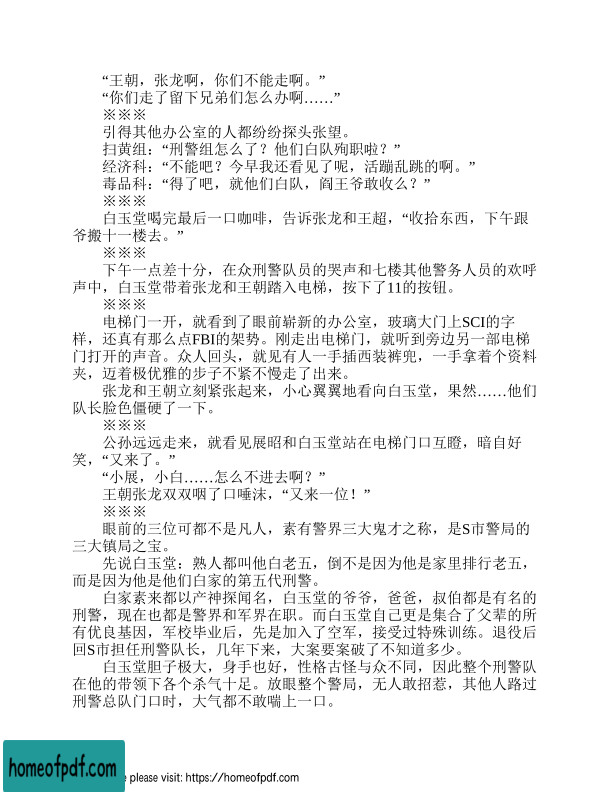 “王朝，张龙啊，你们不能走啊。”
“你们走了留下兄弟们怎么办啊……”
※※※
引得其他办公室的人都纷纷探头张望。
扫黄组：“刑警组怎么了？他们白队殉职啦？”
经济科：“不能吧？今早我还看见了呢，活蹦乱跳的啊。”
毒品科：“得了吧，就他们白队，阎王爷敢收么？”
※※※
白玉堂喝完最后一口咖啡，告诉张龙和王超，“收拾东西，下午跟
爷搬十一楼去。”
※※※
下午一点差十分，在众刑警队员的哭声和七楼其他警务人员的欢呼
声中，白玉堂带着张龙和王朝踏入电梯，按下了11的按钮。
※※※
电梯门一开，就看到了眼前崭新的办公室，玻璃大门上SCI的字
样，还真有那么点FBI的架势。刚走出电梯门，就听到旁边另一部电梯
门打开的声音。众人回头，就见有人一手插西装裤兜，一手拿着个资料
夹，迈着极优雅的步子不紧不慢走了出来。
张龙和王朝立刻紧张起来，小心翼翼地看向白玉堂，果然……他们
队长脸色僵硬了一下。
※※※
公孙远远走来，就看见展昭和白玉堂站在电梯门口互瞪，暗自好
笑，“又来了。”
“小展，小白……怎么不进去啊？”
王朝张龙双双咽了口唾沫，“又来一位！”
※※※
眼前的三位可都不是凡人，素有警界三大鬼才之称，是S市警局的
三大镇局之宝。
先说白玉堂：熟人都叫他白老五，倒不是因为他是家里排行老五，
而是因为他是他们白家的第五代刑警。
白家素来都以产神探闻名，白玉堂的爷爷，爸爸，叔伯都是有名的
刑警，现在也都是警界和军界在职。而白玉堂自己更是集合了父辈的所
有优良基因，军校毕业后，先是加入了空军，接受过特殊训练。退役后
回S市担任刑警队长，几年下来，大案要案破了不知道多少。
白玉堂胆子极大，身手也好，性格古怪与众不同，因此整个刑警队
在他的带领下各个杀气十足。放眼整个警局，无人敢招惹，其他人路过
刑警总队门口时，大气都不敢喘上一口。
homeofpdf.com
e please visit: https://homeofpdf.com